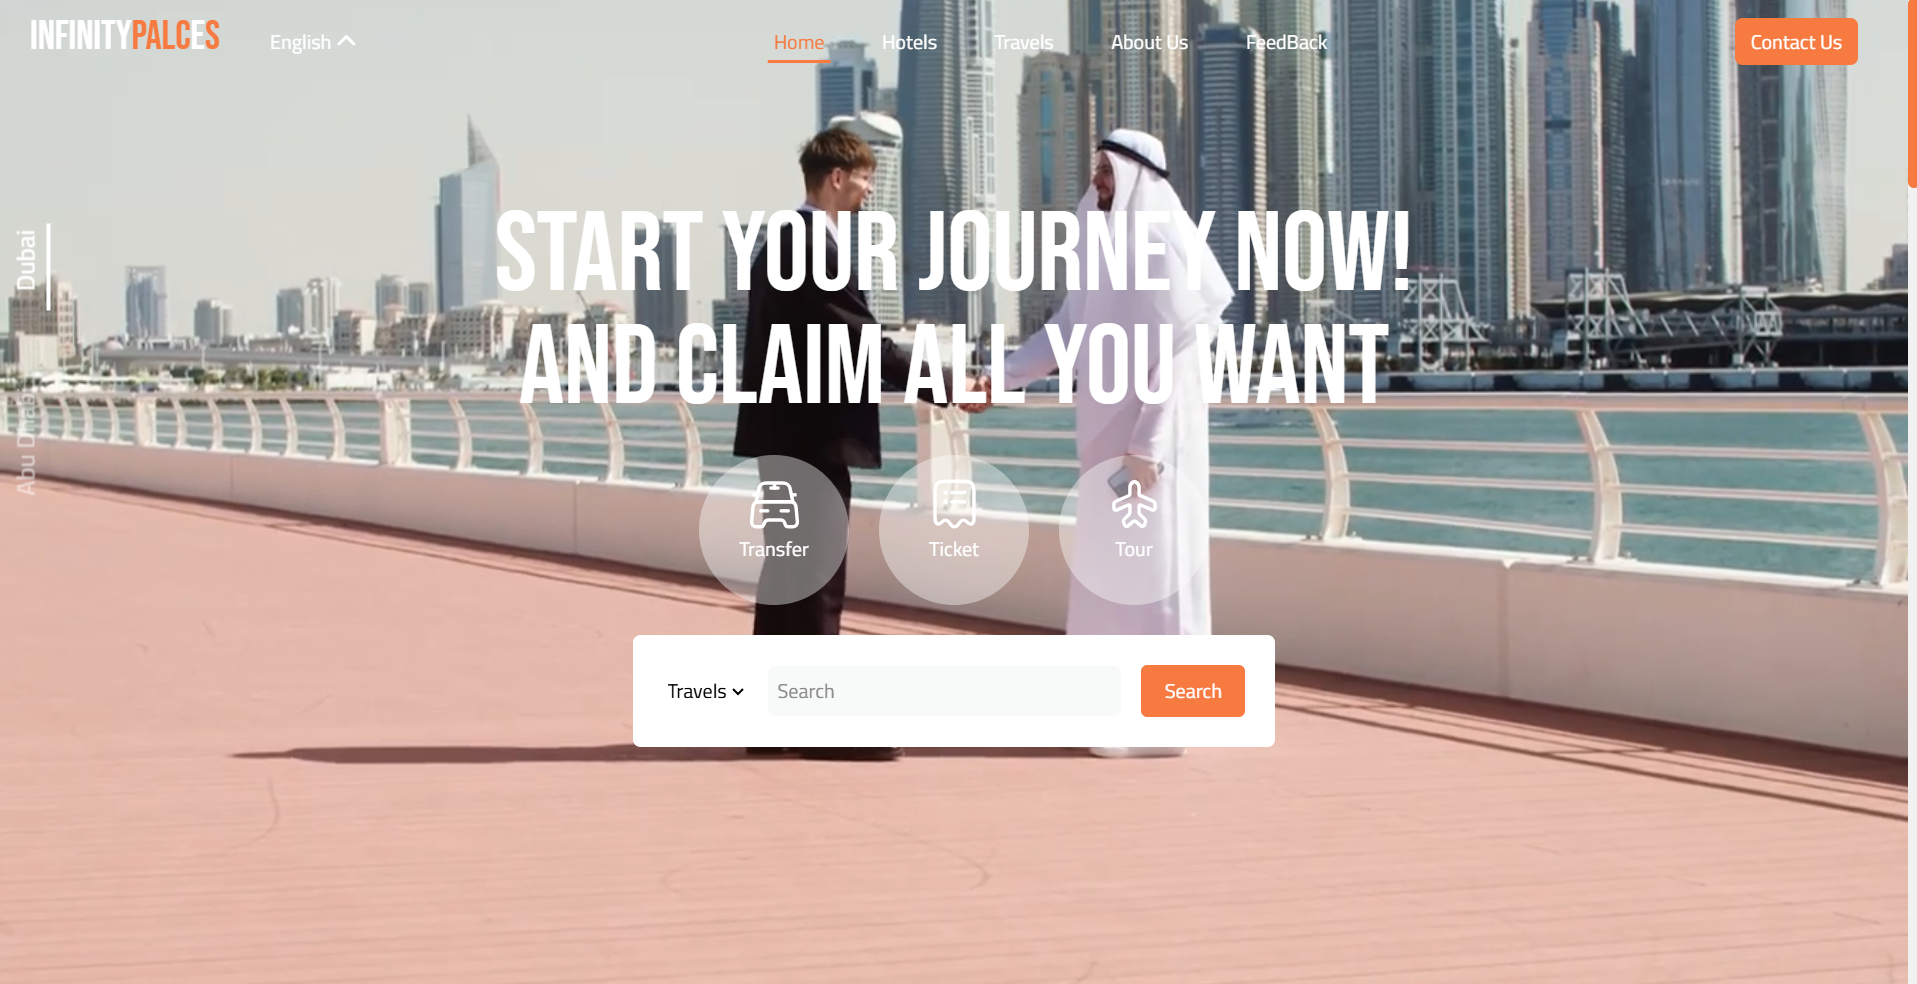 INFINITYPALCES
English
Home
Hotels
Travels
About Us
FeedBack
Contact Us
Dubai
Abu Dhabi
START YOUR JOURNEY NOW!
AND CLAIM ALL YOU WANT
Transfer
Ticket
Tour
Travels
Search
Search